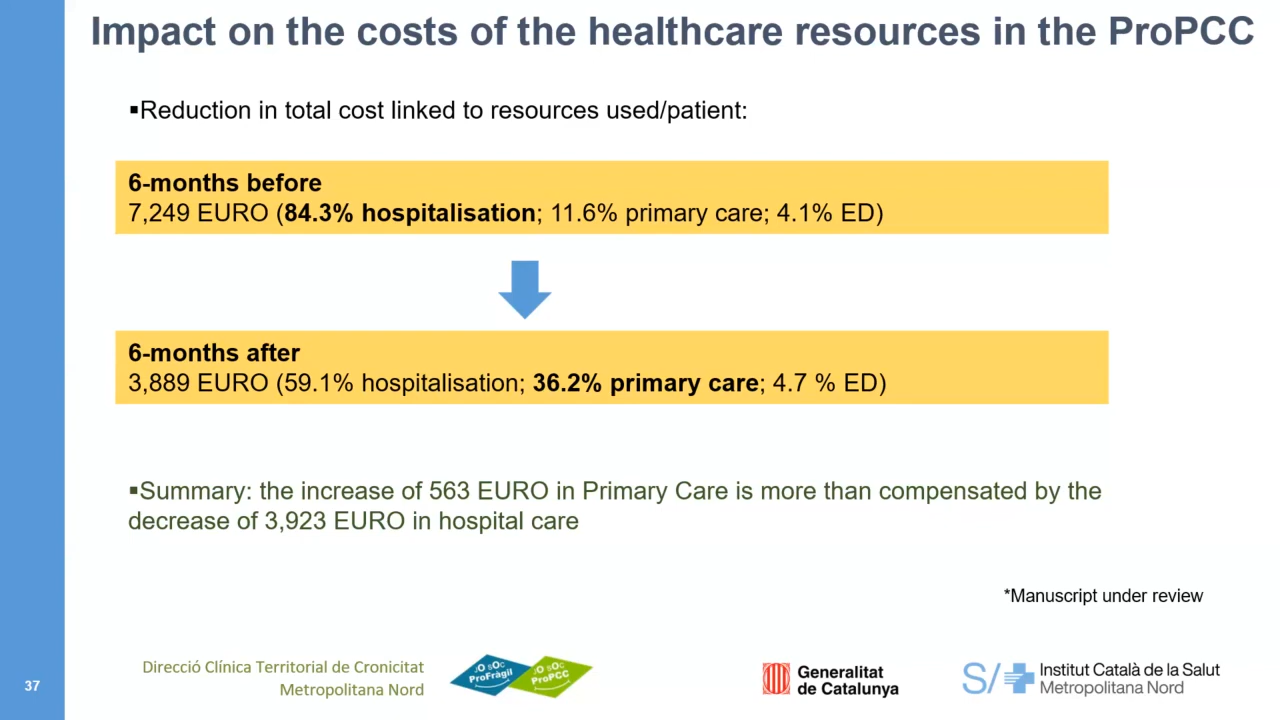 Impact on the costs of the healthcare resources in the ProPCC
▪Reduction in total cost linked to resources used/patient:
6-months before
7,249 EURO (84.3% hospitalisation; 11.6% primary care; 4.1% ED)
6-months after
3,889 EURO (59.1% hospitalisation; 36.2% primary care; 4.7 % ED)
▪Summary: the increase of 563 EURO in Primary Care is more than compensated by the
decrease of 3,923 EURO in hospital care
*Manuscript under review
37
Direcció Clínica Territorial de Cronicitat
Metropolitana Nord
JO SOC
ProFràgil
JO SOC
ProPCC
Generalitat
de Catalunya
S/
Institut Català de la Salut
Metropolitana Nord